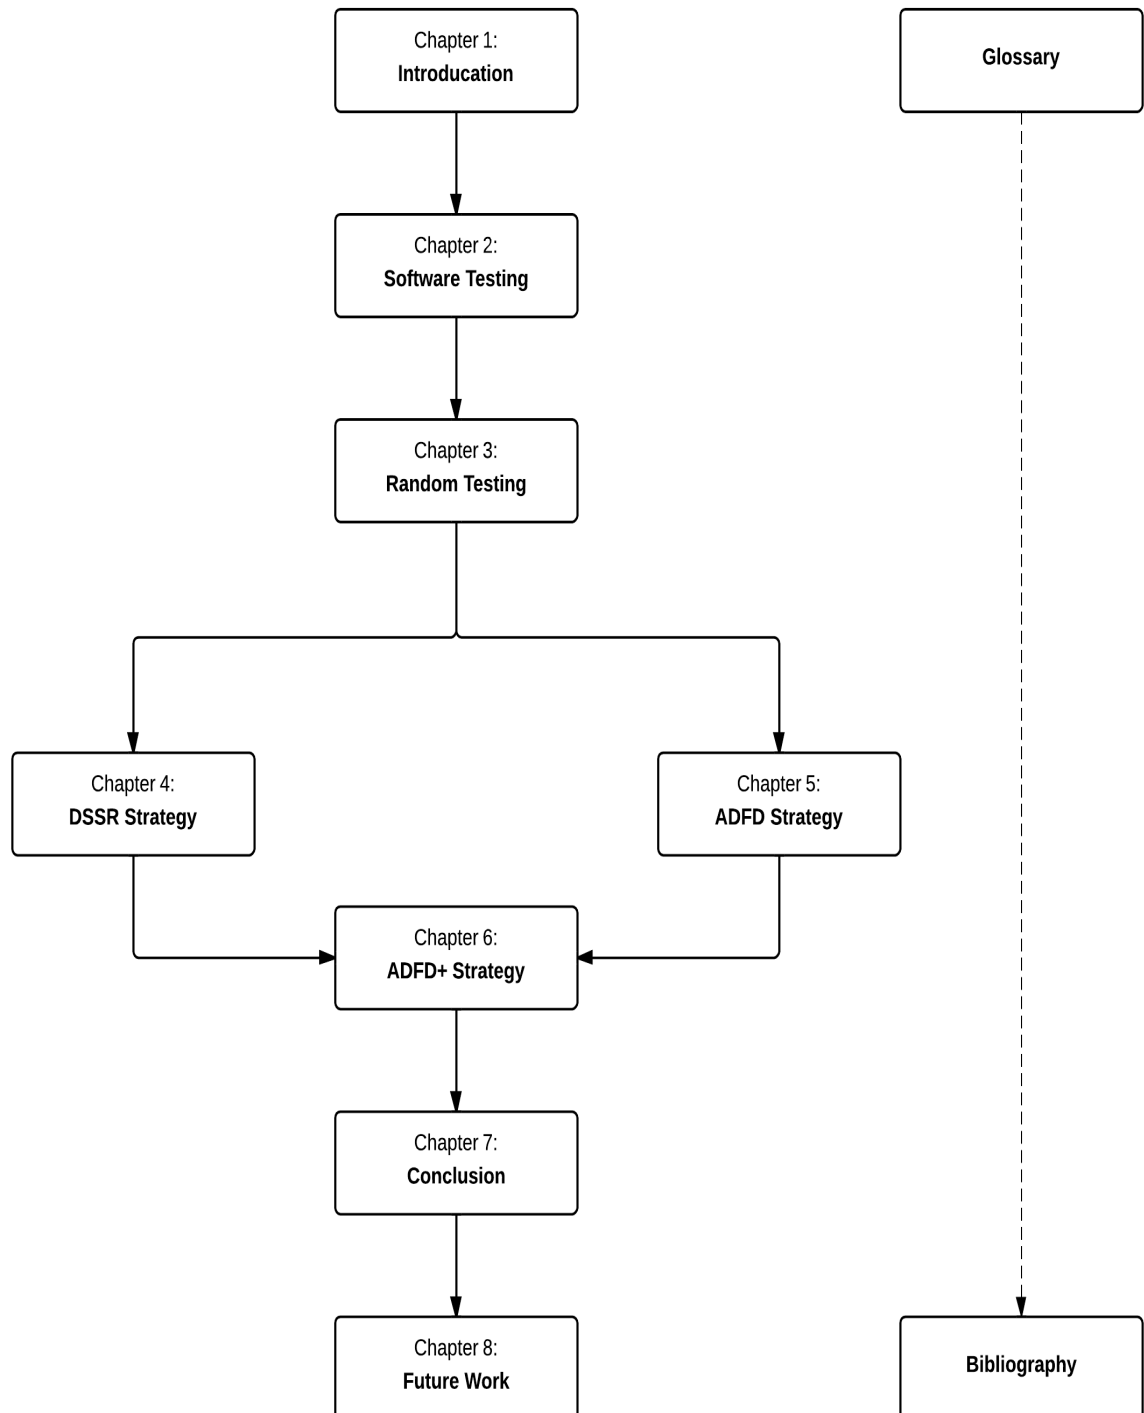 Chapter 1:
Introducation
Glossary
Chapter 2:
Software Testing
Chapter 3:
Random Testing
Chapter 4:
DSSR Strategy
Chapter 5:
ADFD Strategy
Chapter 6:
ADFD+ Strategy
Chapter 7:
Conclusion
Chapter 8:
Future Work
Bibliography